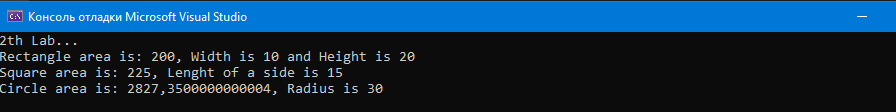 Консоль отладки Microsoft Visual Studio
2th Lab...
Rectangle area is: 200, Width is 10 and Height is 20
Square area is: 225, Lenght of a side is 15
Circle area is: 2827,3500000000004, Radius is 30